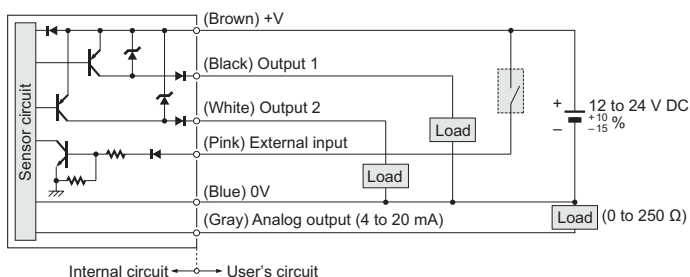 (Brown) +V
(Black) Output 1
(White) Output 2
(Pink) External input
(Blue) 0V
(Gray) Analog output (4 to 20 mA)
Sensor circuit
Load
Load
Load
+
–
12 to 24 V DC
+10
–15 %
(0 to 250 Ω)
Internal circuit
User's circuit